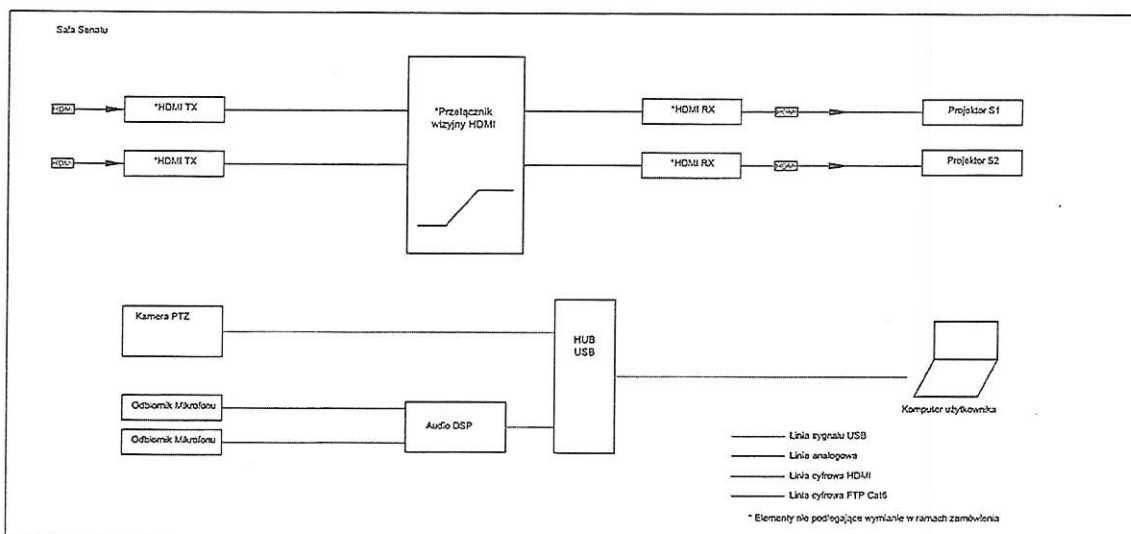 Sala Senatu
HDMI
*HDMI TX
*Przełącznik
wizyjny HDMI
*HDMI RX
HDMI
Projektor S1
HDMI
*HDMI TX
*HDMI RX
HDMI
Projektor S2
Kamera PTZ
HUB
USB
Odbiornik Mikrofonu
Odbiornik Mikrofonu
Audio DSP
Komputer użytkownika
Linia sygnału USB
Linia analogowa
Linia cyfrowa HDMI
Linia cyfrowa FTP Cat6
* Elementy nie podlegające wymianie w ramach zamówienia